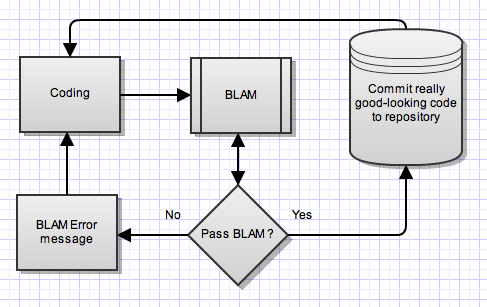 Coding
BLAM
Commit really
good-looking code
to repository
No
Yes
BLAM Error
message
Pass BLAM?